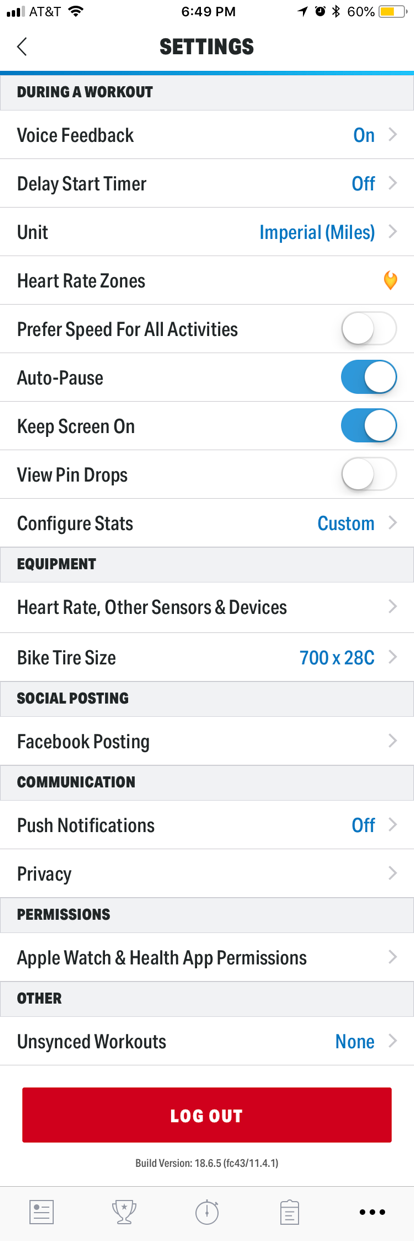 AT&T 6:49 PM 60%
SETTINGS
DURING A WORKOUT
Voice Feedback On
Delay Start Timer Off
Unit Imperial (Miles)
Heart Rate Zones
Prefer Speed For All Activities
Auto-Pause
Keep Screen On
View Pin Drops
Configure Stats Custom
EQUIPMENT
Heart Rate, Other Sensors & Devices
Bike Tire Size 700 x 28C
SOCIAL POSTING
Facebook Posting
COMMUNICATION
Push Notifications Off
Privacy
PERMISSIONS
Apple Watch & Health App Permissions
OTHER
Unsynced Workouts None
LOG OUT
Build Version: 18.6.5 (fc43/11.4.1)